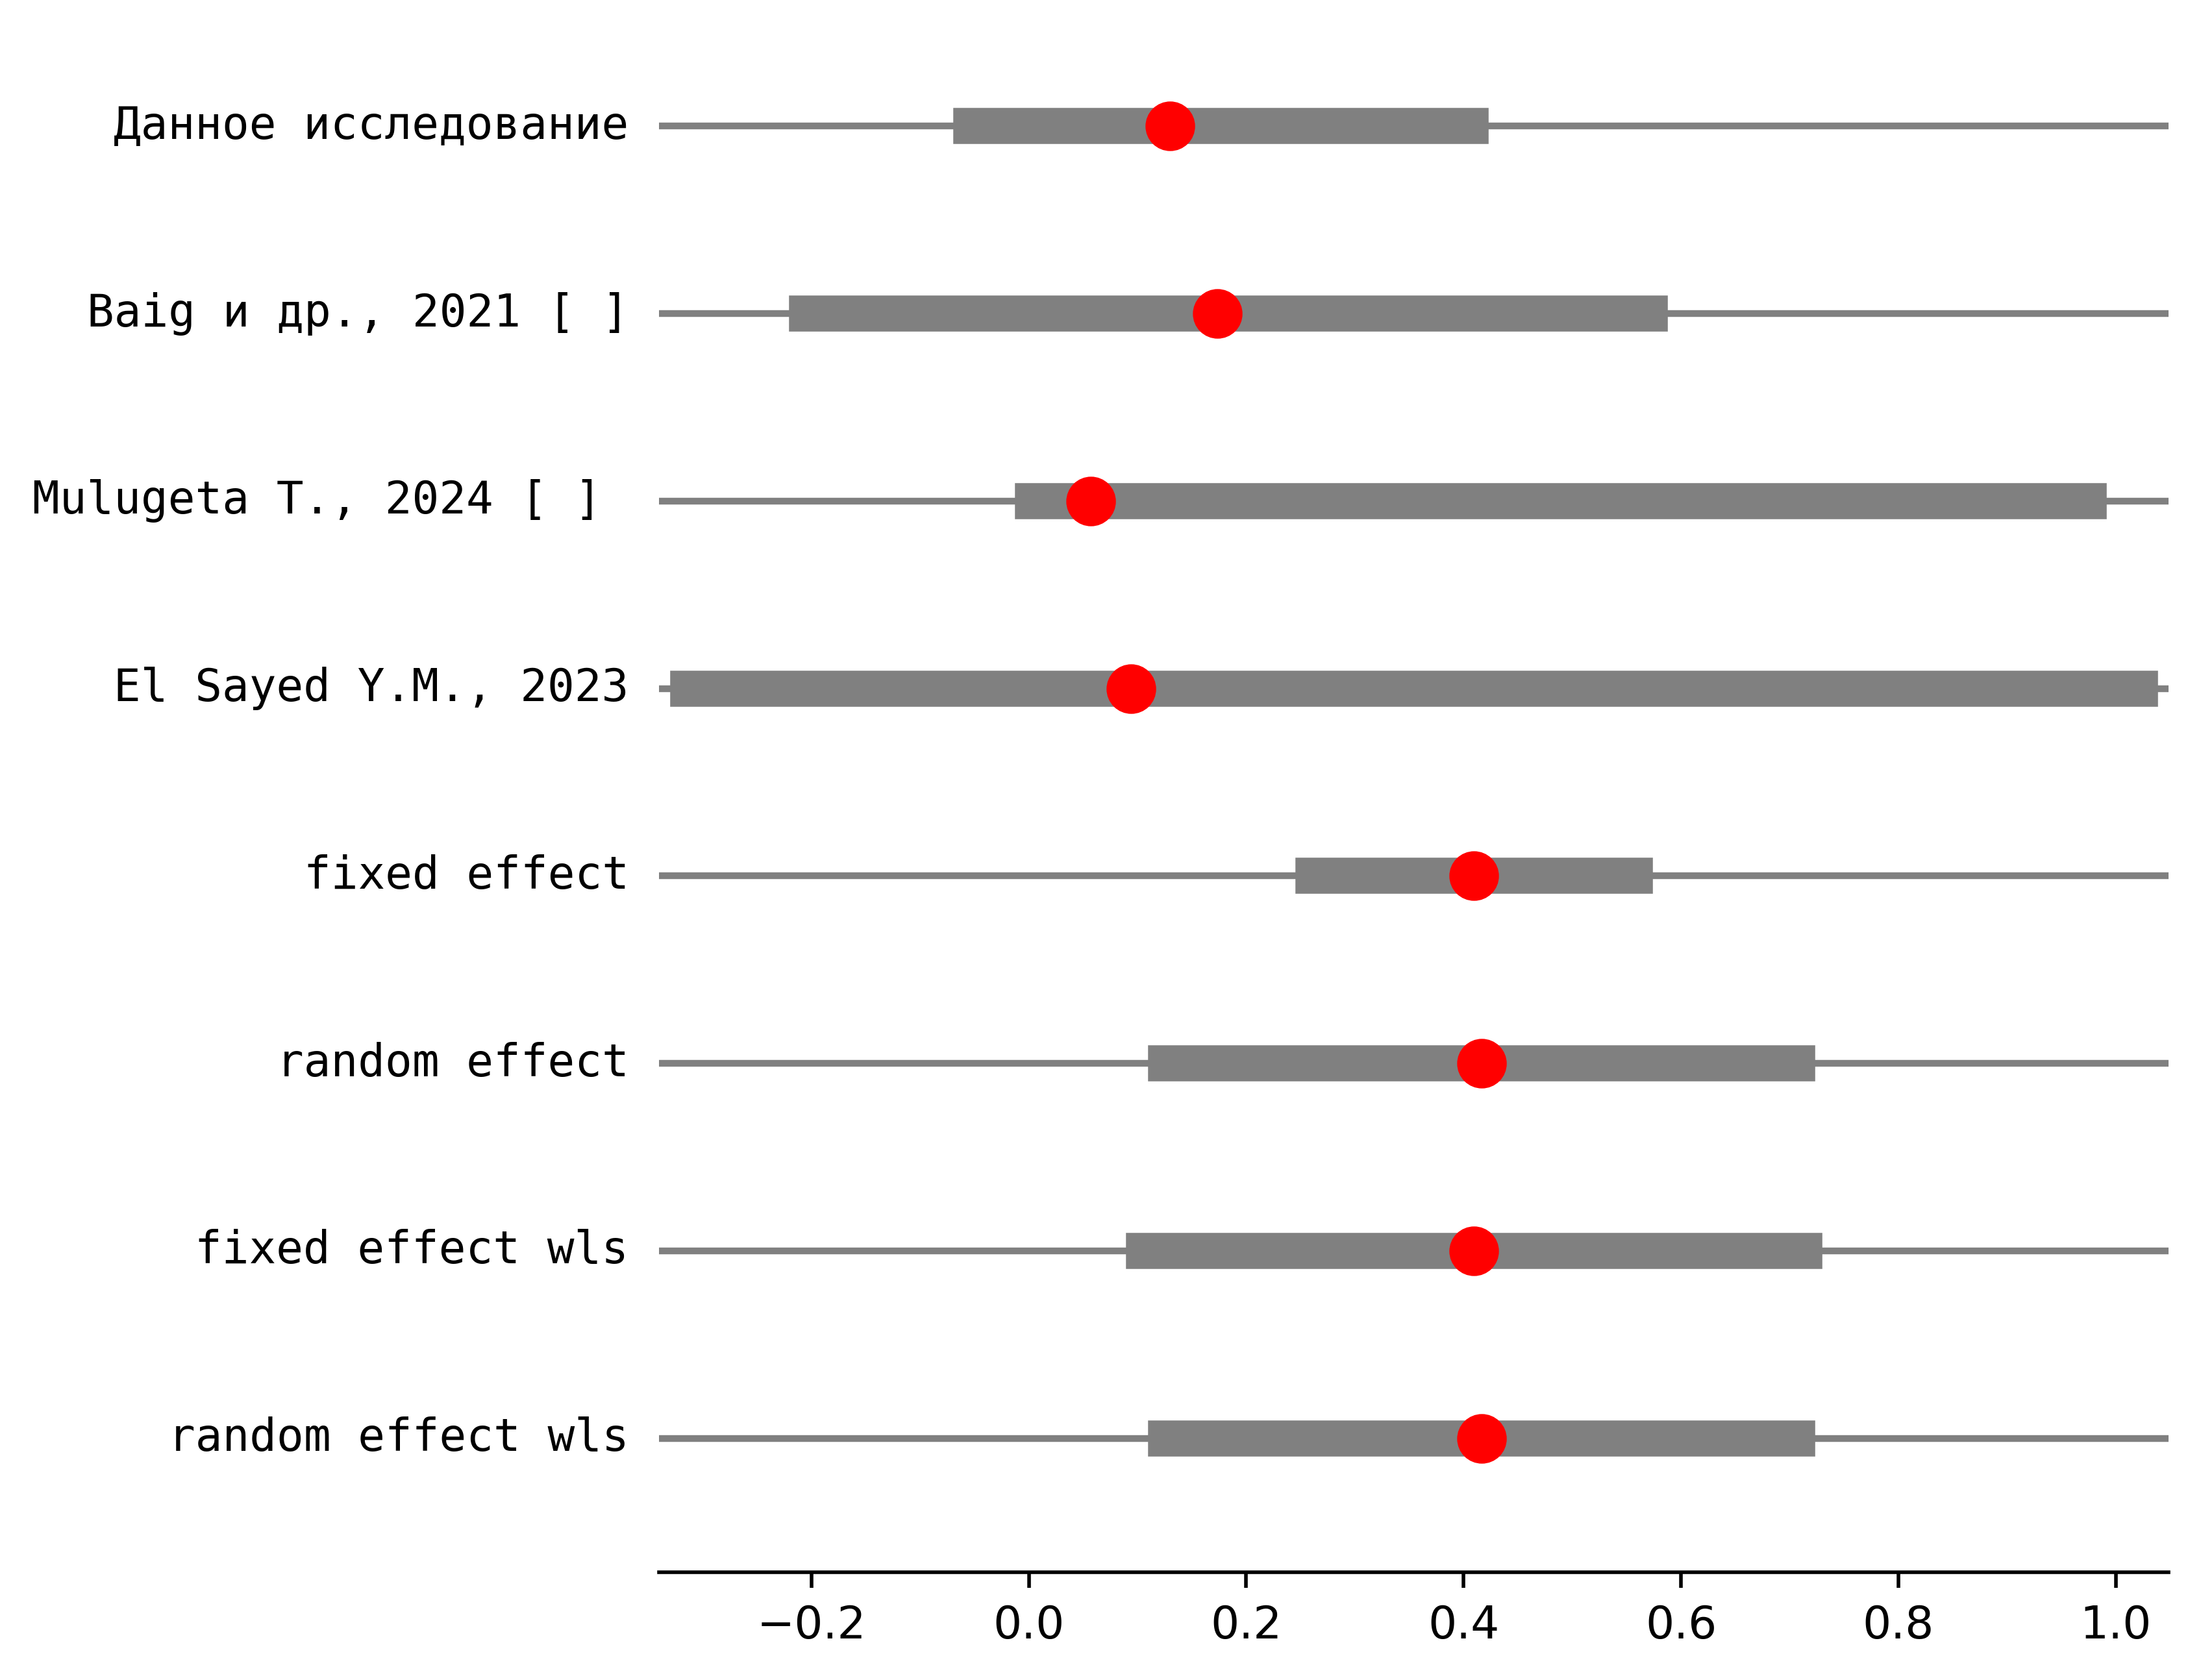 Данное исследование
Baig и др., 2021 [ ]
Mulugeta T., 2024 [ ]
El Sayed Y.M., 2023
fixed effect
random effect
fixed effect wls
random effect wls
−0.2 0.0 0.2 0.4 0.6 0.8 1.0